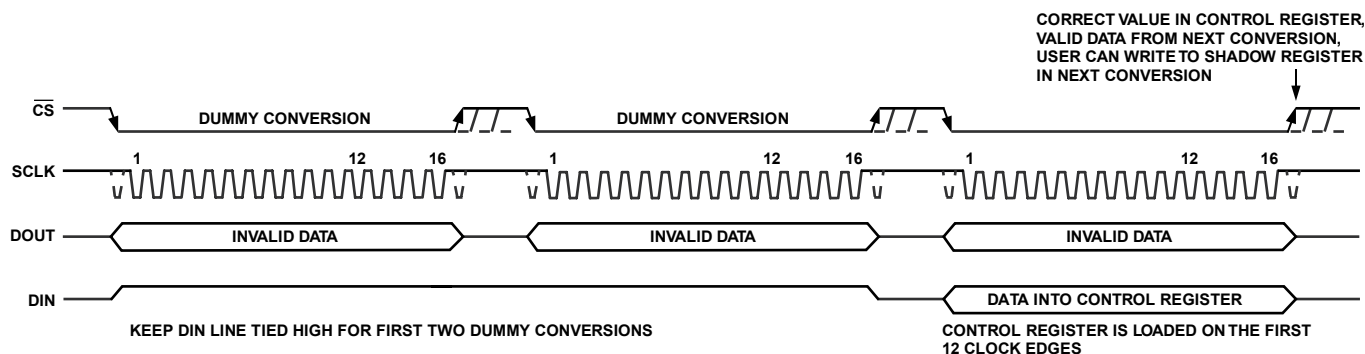 CORRECT VALUE IN CONTROL REGISTER,
VALID DATA FROM NEXT CONVERSION,
USER CAN WRITE TO SHADOW REGISTER
IN NEXT CONVERSION
CS DUMMY CONVERSION DUMMY CONVERSION
SCLK 1 12 16 1 12 16 1 12 16
DOUT INVALID DATA INVALID DATA INVALID DATA
DIN DATA INTO CONTROL REGISTER
KEEP DIN LINE TIED HIGH FOR FIRST TWO DUMMY CONVERSIONS
CONTROL REGISTER IS LOADED ON THE FIRST
12 CLOCK EDGES